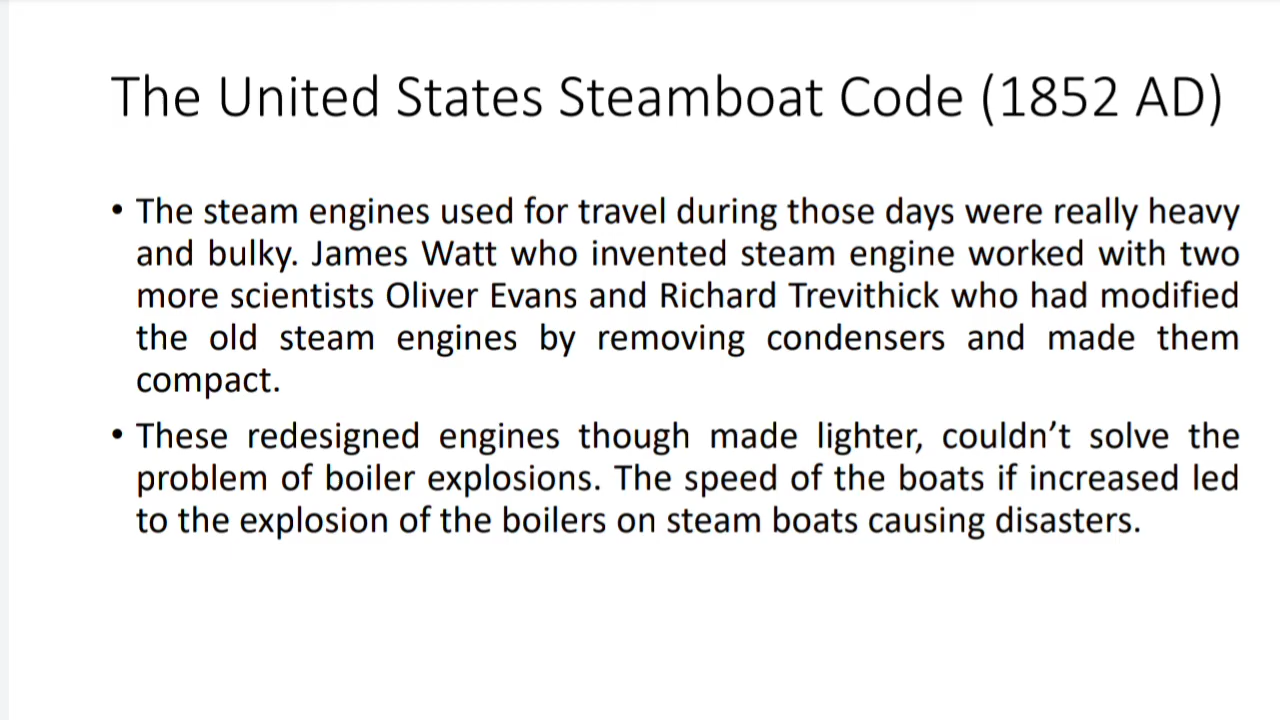 The United States Steamboat Code (1852 AD)
• The steam engines used for travel during those days were really heavy
and bulky. James Watt who invented steam engine worked with two
more scientists Oliver Evans and Richard Trevithick who had modified
the old steam engines by removing condensers and made them
compact.
• These redesigned engines though made lighter, couldn’t solve the
problem of boiler explosions. The speed of the boats if increased led
to the explosion of the boilers on steam boats causing disasters.